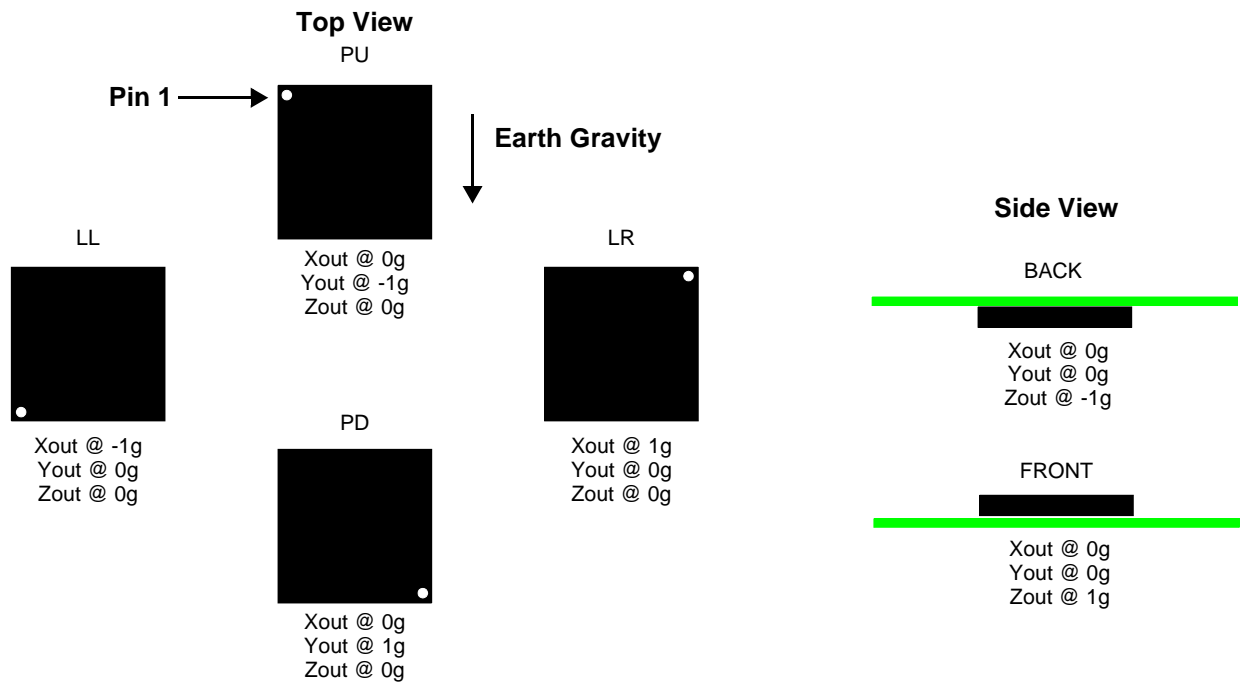 Top View
PU
Pin 1
Earth Gravity
Xout @ 0g
Yout @ -1g
Zout @ 0g
LL
Xout @ -1g
Yout @ 0g
Zout @ 0g
LR
Xout @ 1g
Yout @ 0g
Zout @ 0g
PD
Xout @ 0g
Yout @ 1g
Zout @ 0g
Side View
BACK
Xout @ 0g
Yout @ 0g
Zout @ -1g
FRONT
Xout @ 0g
Yout @ 0g
Zout @ 1g